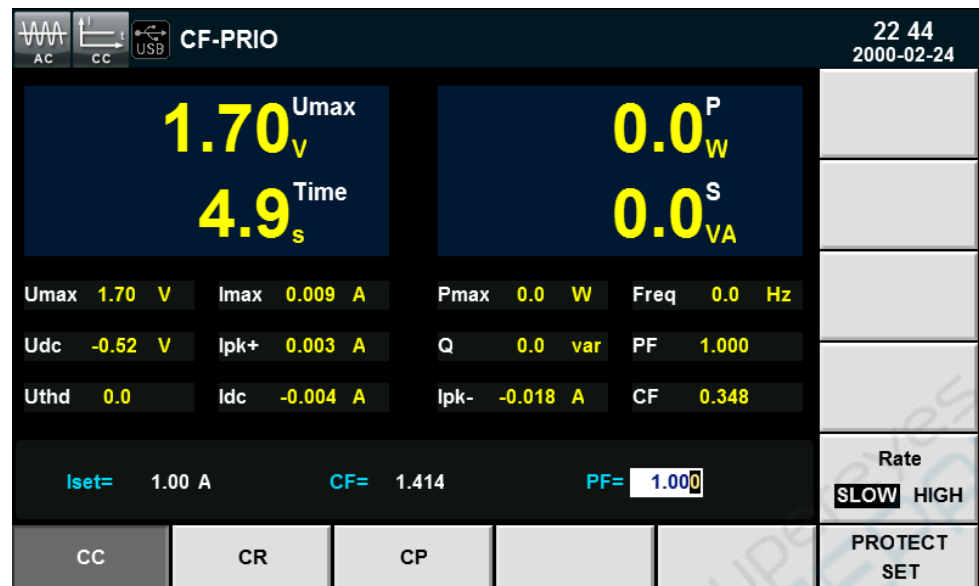 AC CC USB CF-PRIO 22 44
2000-02-24
1.70 V Umax 0.0 W P
4.9 s Time 0.0 VA S
Umax 1.70 V Imax 0.009 A Pmax 0.0 W Freq 0.0 Hz
Udc -0.52 V Ipk+ 0.003 A Q 0.0 var PF 1.000
Uthd 0.0 Idc -0.004 A Ipk- -0.018 A CF 0.348
Iset= 1.00 A CF= 1.414 PF= 1.000
Rate
SLOW HIGH
CC CR CP
PROTECT
SET